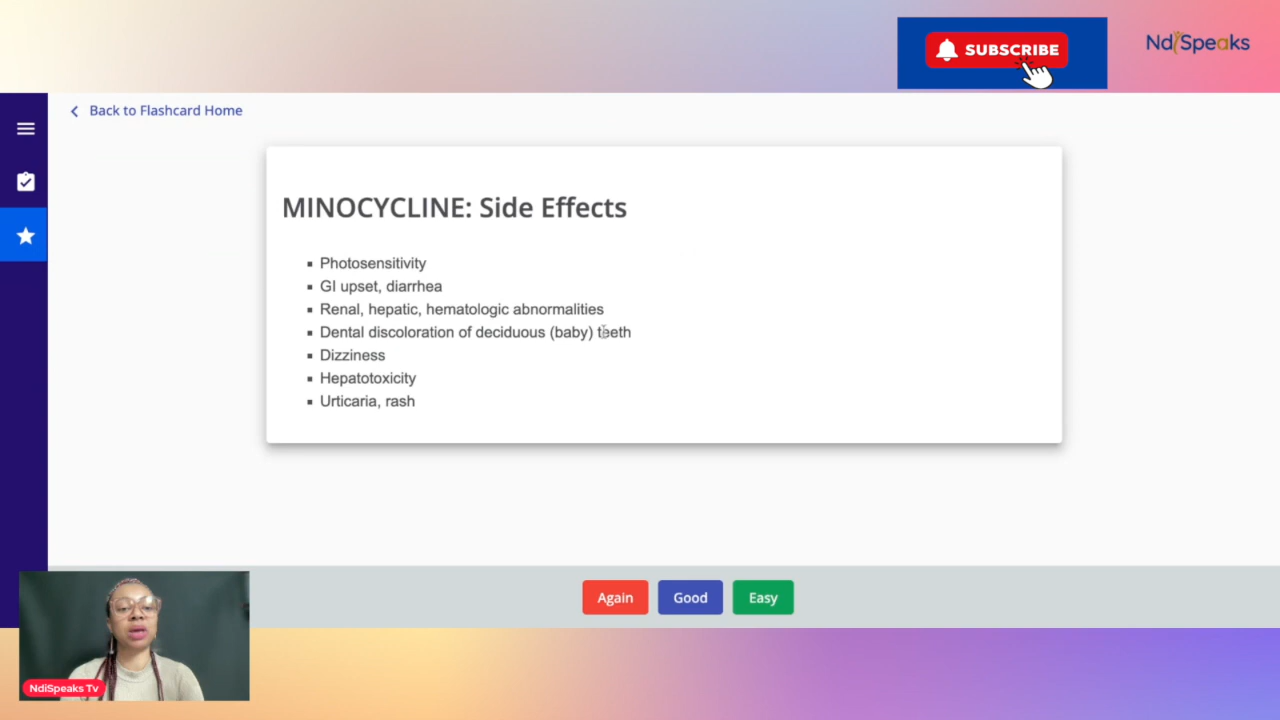 SUBSCRIBE
NdiSpeaks
Back to Flashcard Home
MINOCYCLINE: Side Effects
▪ Photosensitivity
▪ GI upset, diarrhea
▪ Renal, hepatic, hematologic abnormalities
▪ Dental discoloration of deciduous (baby) teeth
▪ Dizziness
▪ Hepatotoxicity
▪ Urticaria, rash
Again Good Easy
NdiSpeaks Tv